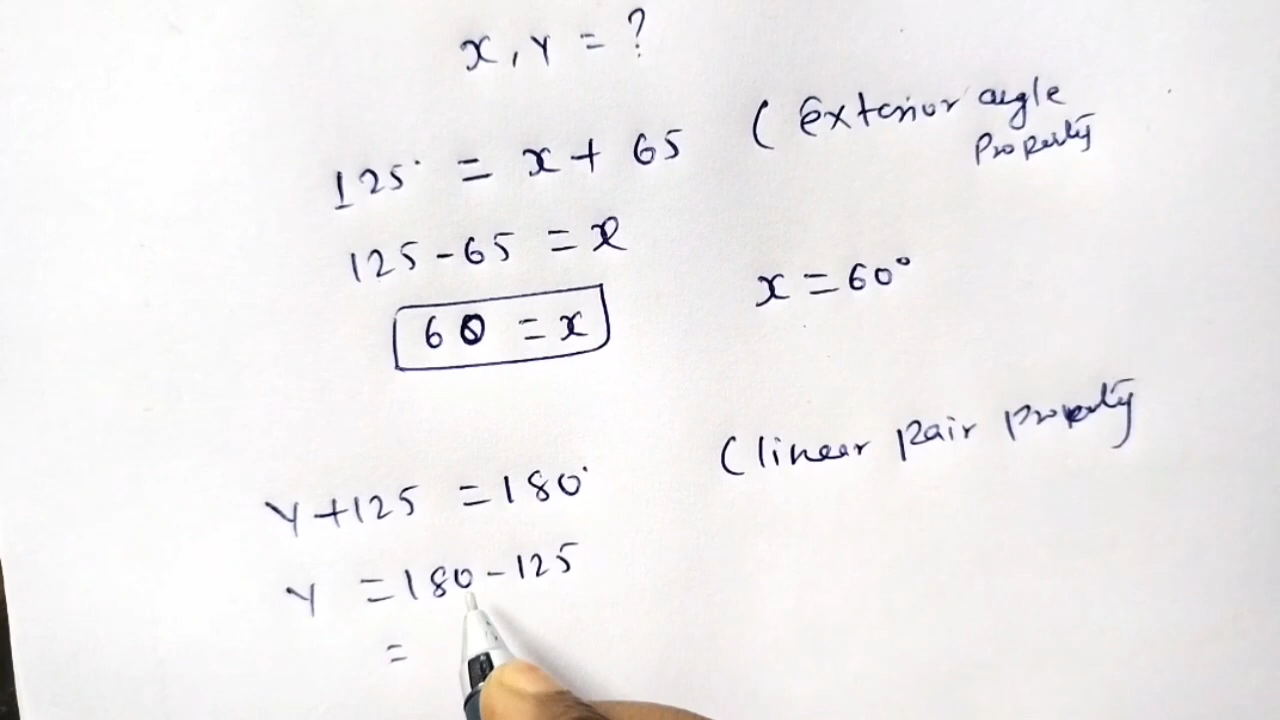 x, y = ?
125° = x + 65 (Exterior angle
Property
125 - 65 = x
60 = x
x = 60°
y + 125 = 180° (linear pair property
y = 180 - 125
=